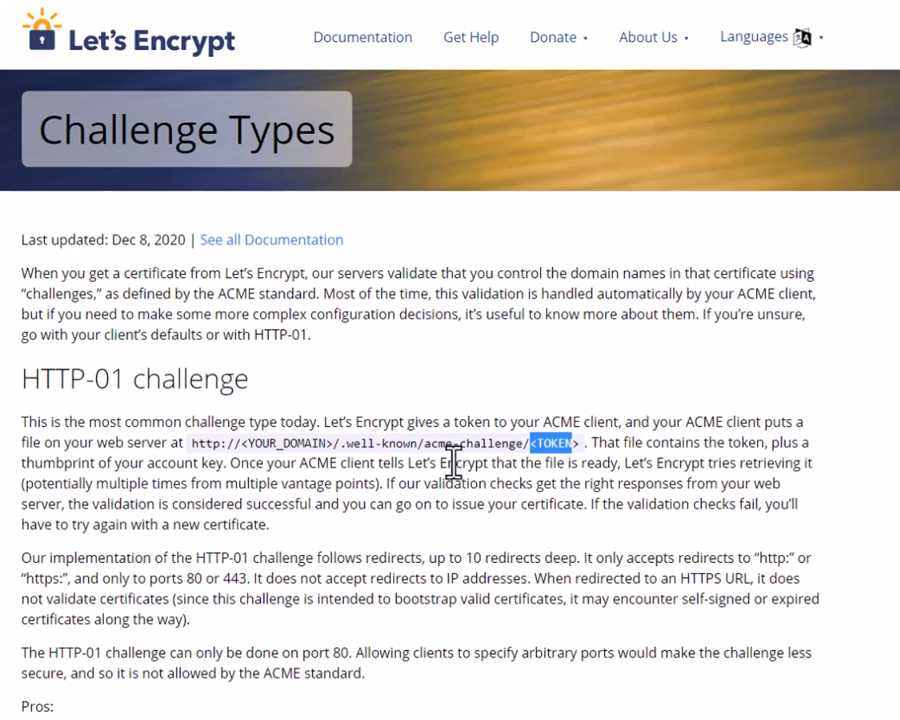 Let's Encrypt
Documentation Get Help Donate About Us Languages
Challenge Types
Last updated: Dec 8, 2020 | See all Documentation
When you get a certificate from Let’s Encrypt, our servers validate that you control the domain names in that certificate using
“challenges,” as defined by the ACME standard. Most of the time, this validation is handled automatically by your ACME client,
but if you need to make some more complex configuration decisions, it’s useful to know more about them. If you’re unsure,
go with your client’s defaults or with HTTP-01.
HTTP-01 challenge
This is the most common challenge type today. Let’s Encrypt gives a token to your ACME client, and your ACME client puts a
file on your web server at http://<YOUR_DOMAIN>/.well-known/acme-challenge/<TOKEN> . That file contains the token, plus a
thumbprint of your account key. Once your ACME client tells Let’s Encrypt that the file is ready, Let’s Encrypt tries retrieving it
(potentially multiple times from multiple vantage points). If our validation checks get the right responses from your web
server, the validation is considered successful and you can go on to issue your certificate. If the validation checks fail, you’ll
have to try again with a new certificate.
Our implementation of the HTTP-01 challenge follows redirects, up to 10 redirects deep. It only accepts redirects to “http:” or
“https:”, and only to ports 80 or 443. It does not accept redirects to IP addresses. When redirected to an HTTPS URL, it does
not validate certificates (since this challenge is intended to bootstrap valid certificates, it may encounter self-signed or expired
certificates along the way).
The HTTP-01 challenge can only be done on port 80. Allowing clients to specify arbitrary ports would make the challenge less
secure, and so it is not allowed by the ACME standard.
Pros: